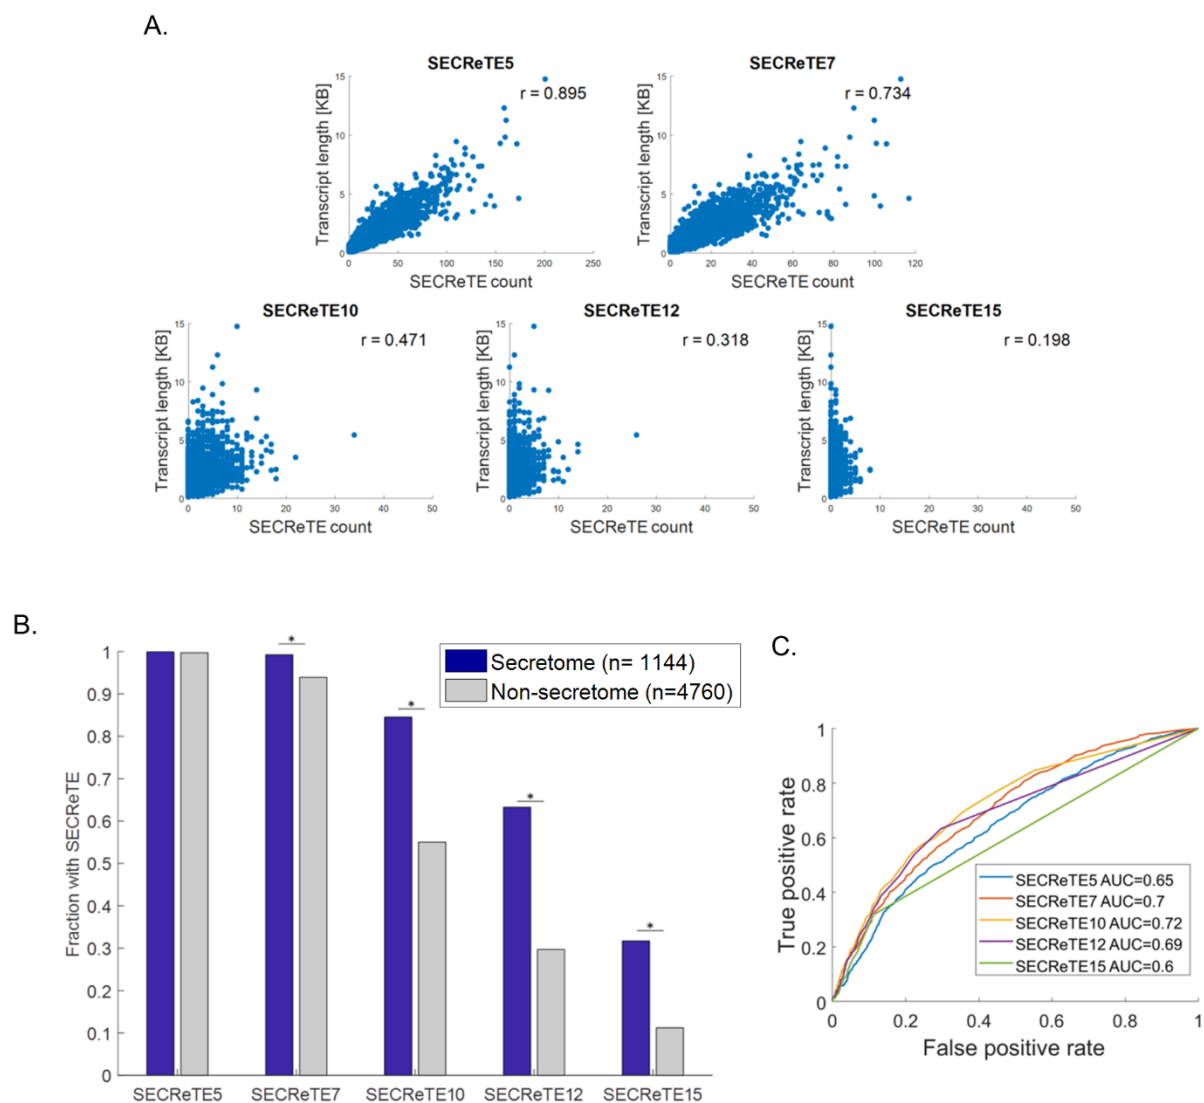 A.
SECReTE5
r = 0.895
Transcript length [KB]
15
10
5
0
0 50 100 150 200 250
SECReTE count
SECReTE7
r = 0.734
Transcript length [KB]
15
10
5
0
0 20 40 60 80 100 120
SECReTE count
SECReTE10
r = 0.471
Transcript length [KB]
15
10
5
0
0 10 20 30 40 50
SECReTE count
SECReTE12
r = 0.318
Transcript length [KB]
15
10
5
0
0 10 20 30 40 50
SECReTE count
SECReTE15
r = 0.198
Transcript length [KB]
15
10
5
0
0 10 20 30 40 50
SECReTE count
B.
Fraction with SECReTE
1
0.9
0.8
0.7
0.6
0.5
0.4
0.3
0.2
0.1
0
* * * *
Secretome (n= 1144)
Non-secretome (n=4760)
SECReTE5 SECReTE7 SECReTE10 SECReTE12 SECReTE15
C.
True positive rate
1
0.8
0.6
0.4
0.2
0
0 0.2 0.4 0.6 0.8 1
False positive rate
SECReTE5 AUC=0.65
SECReTE7 AUC=0.7
SECReTE10 AUC=0.72
SECReTE12 AUC=0.69
SECReTE15 AUC=0.6